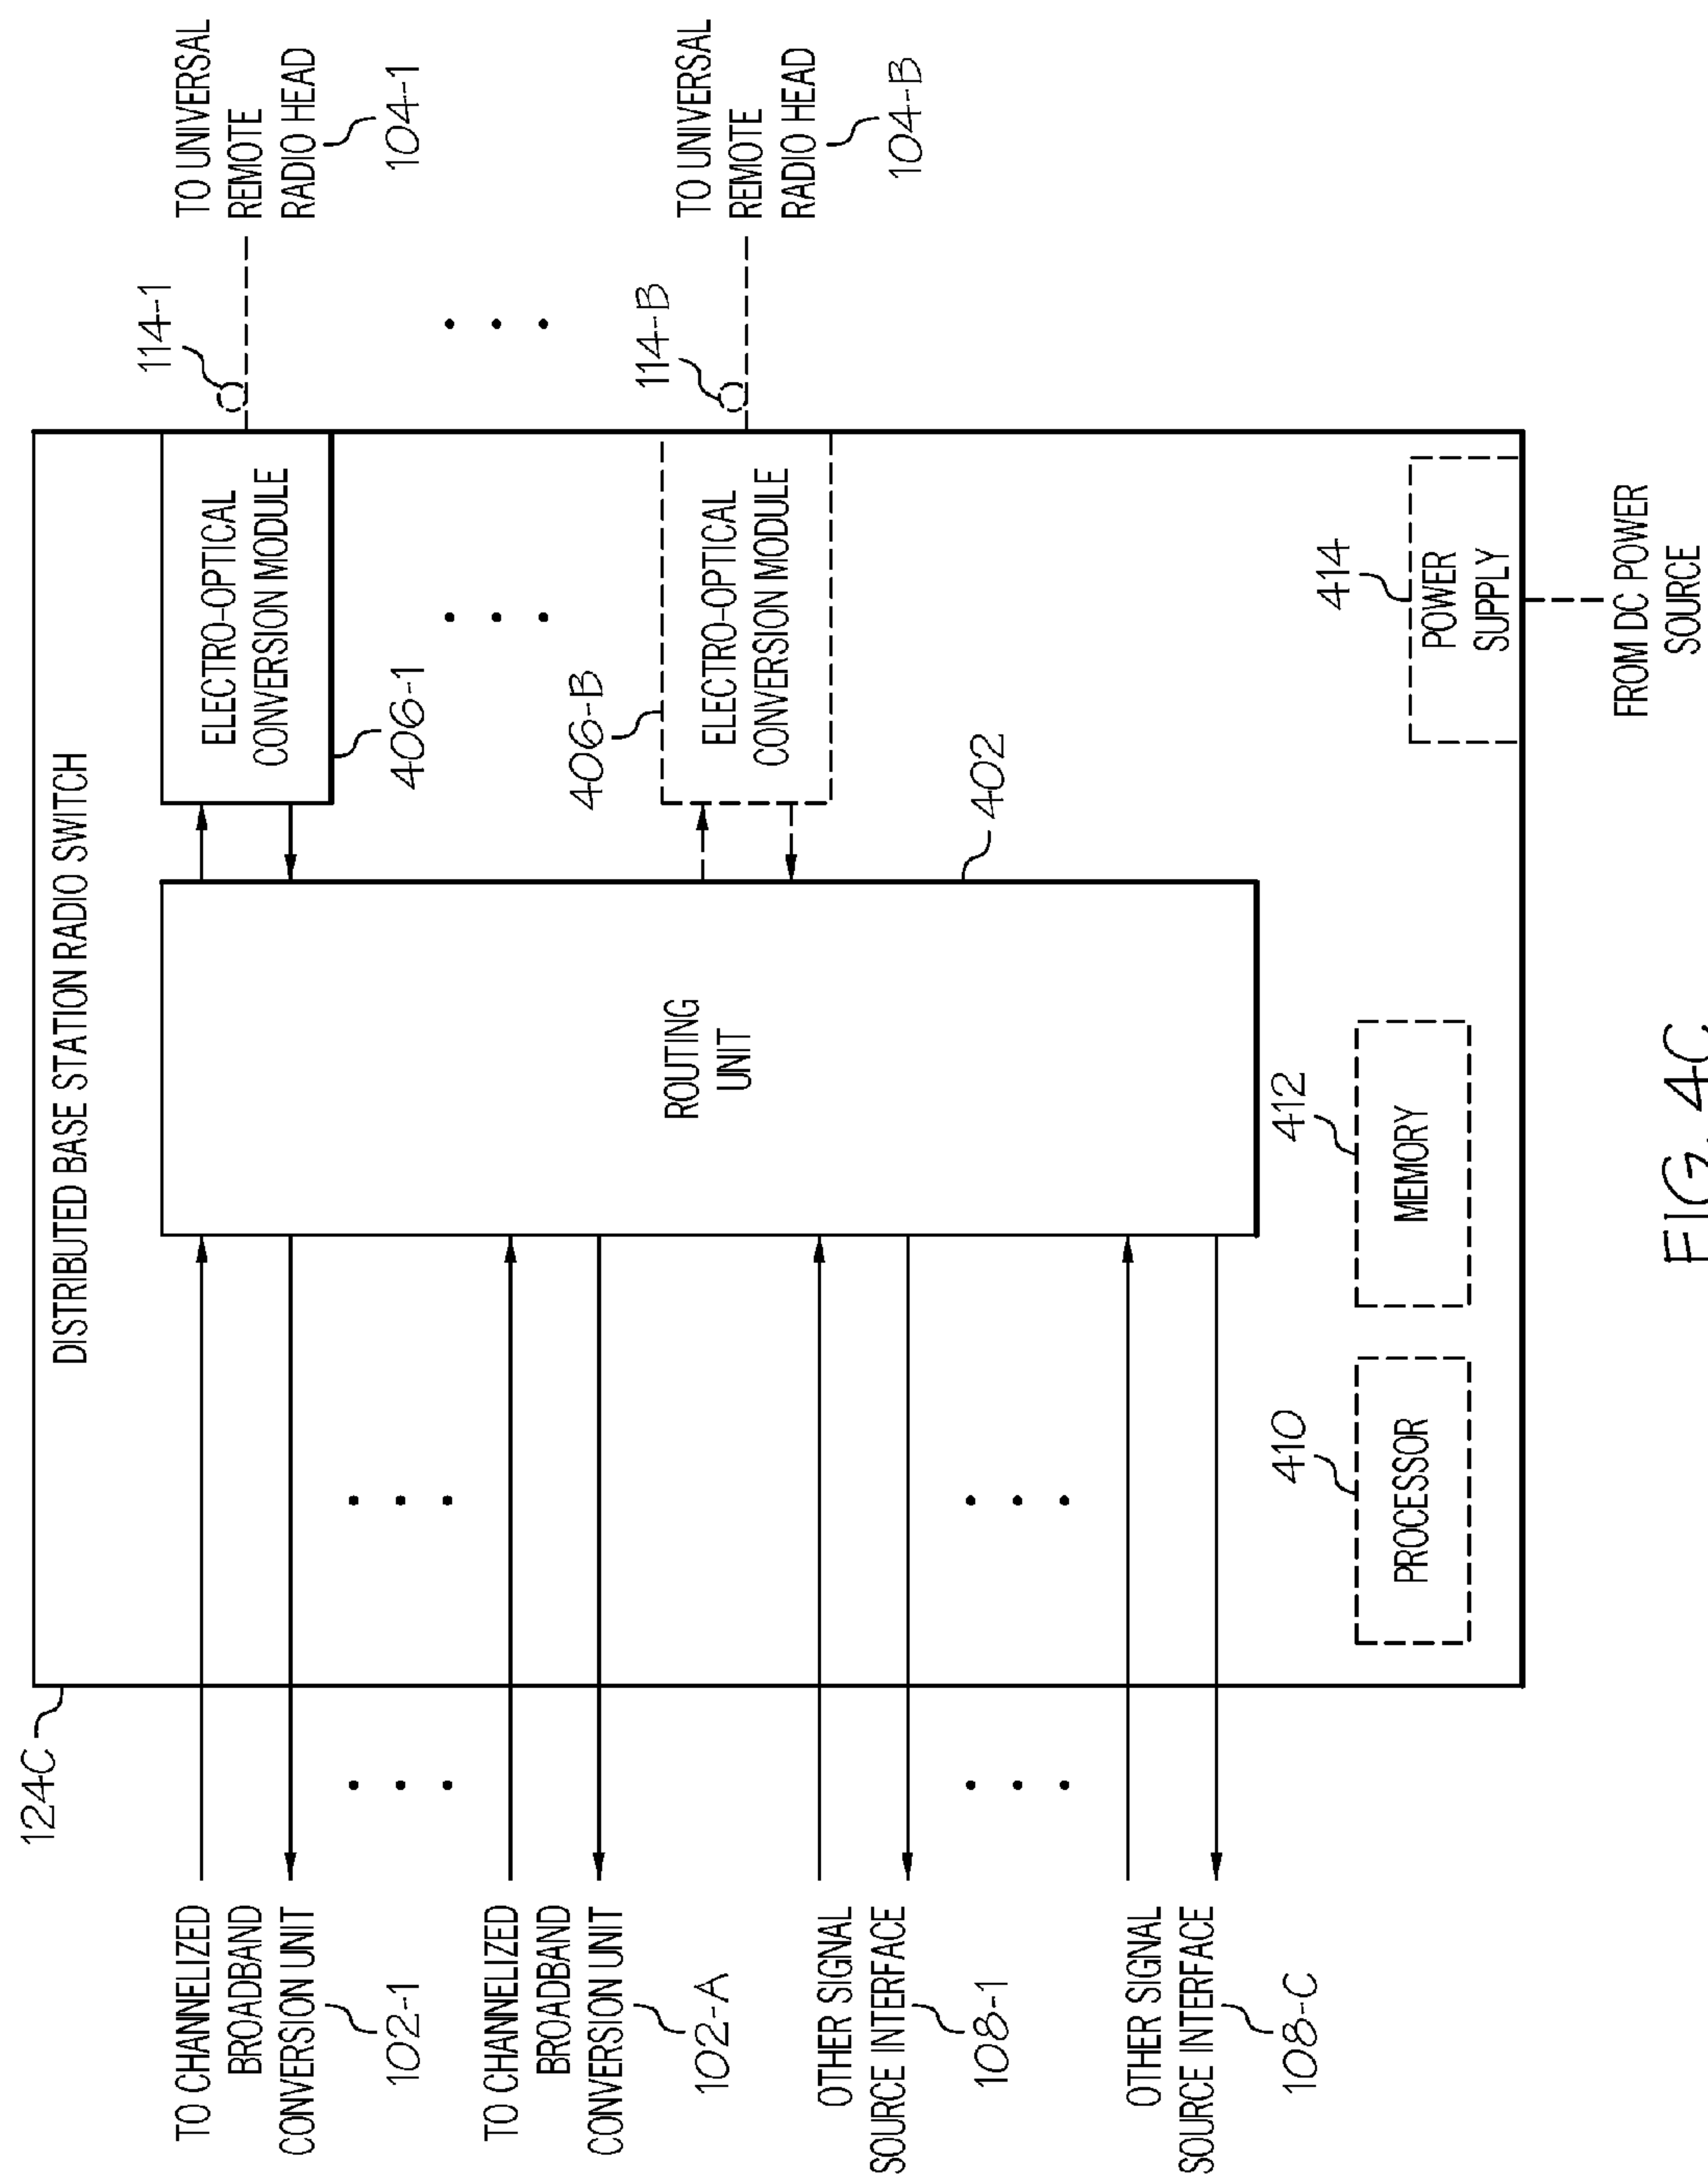 124C
DISTRIBUTED BASE STATION RADIO SWITCH
TO CHANNELIZED
BROADBAND
CONVERSION UNIT
102-1
TO CHANNELIZED
BROADBAND
CONVERSION UNIT
102-A
OTHER SIGNAL
SOURCE INTERFACE
108-1
OTHER SIGNAL
SOURCE INTERFACE
108-C
ROUTING
UNIT
402
ELECTRO-OPTICAL
CONVERSION MODULE
406-1
406-B
ELECTRO-OPTICAL
CONVERSION MODULE
114-1
TO UNIVERSAL
REMOTE
RADIO HEAD
104-1
114-B
TO UNIVERSAL
REMOTE
RADIO HEAD
104-B
410
PROCESSOR
412
MEMORY
414
POWER
SUPPLY
FROM DC POWER
SOURCE
FIG. 4C